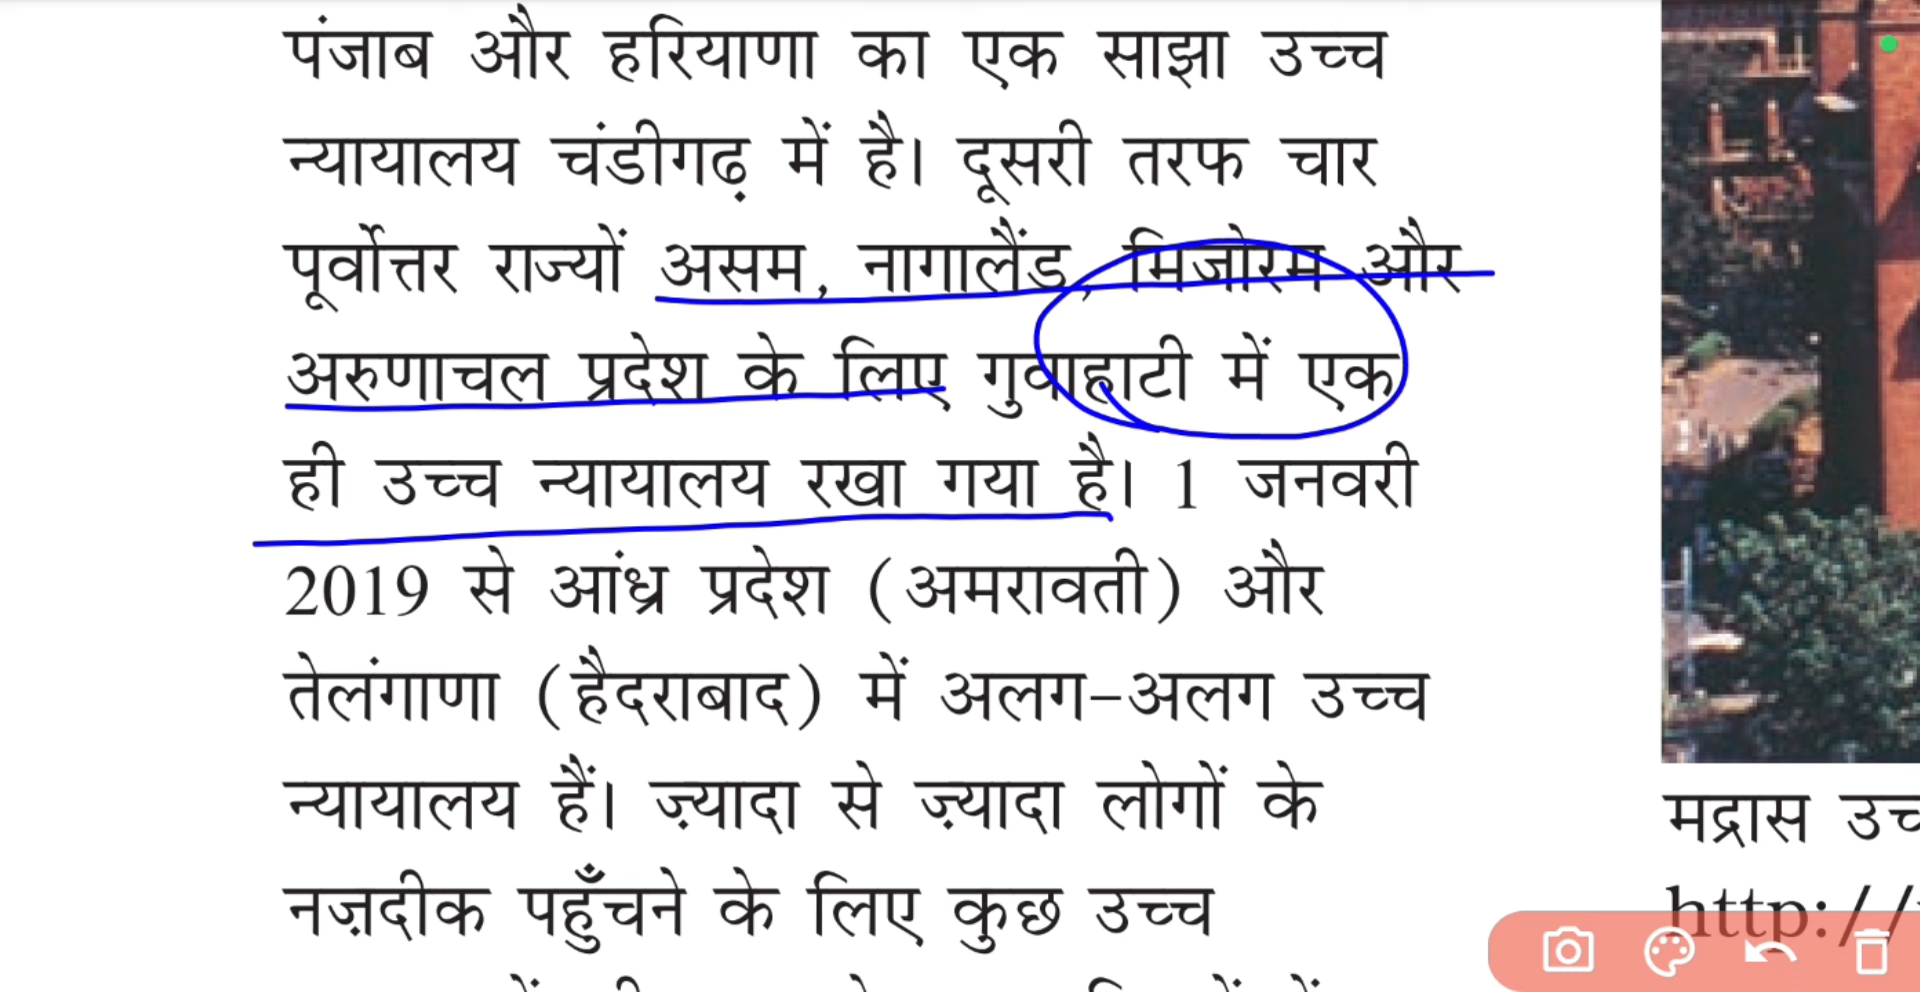 पंजाब और हरियाणा का एक साझा उच्च
न्यायालय चंडीगढ़ में है। दूसरी तरफ चार
पूर्वोत्तर राज्यों असम, नागालैंड, मिजोरम और
अरुणाचल प्रदेश के लिए गुवाहाटी में एक
ही उच्च न्यायालय रखा गया है। 1 जनवरी
2019 से आंध्र प्रदेश (अमरावती) और
तेलंगाणा (हैदराबाद) में अलग-अलग उच्च
न्यायालय हैं। ज़्यादा से ज़्यादा लोगों के
नज़दीक पहुँचने के लिए कुछ उच्च
मद्रास उच
http://